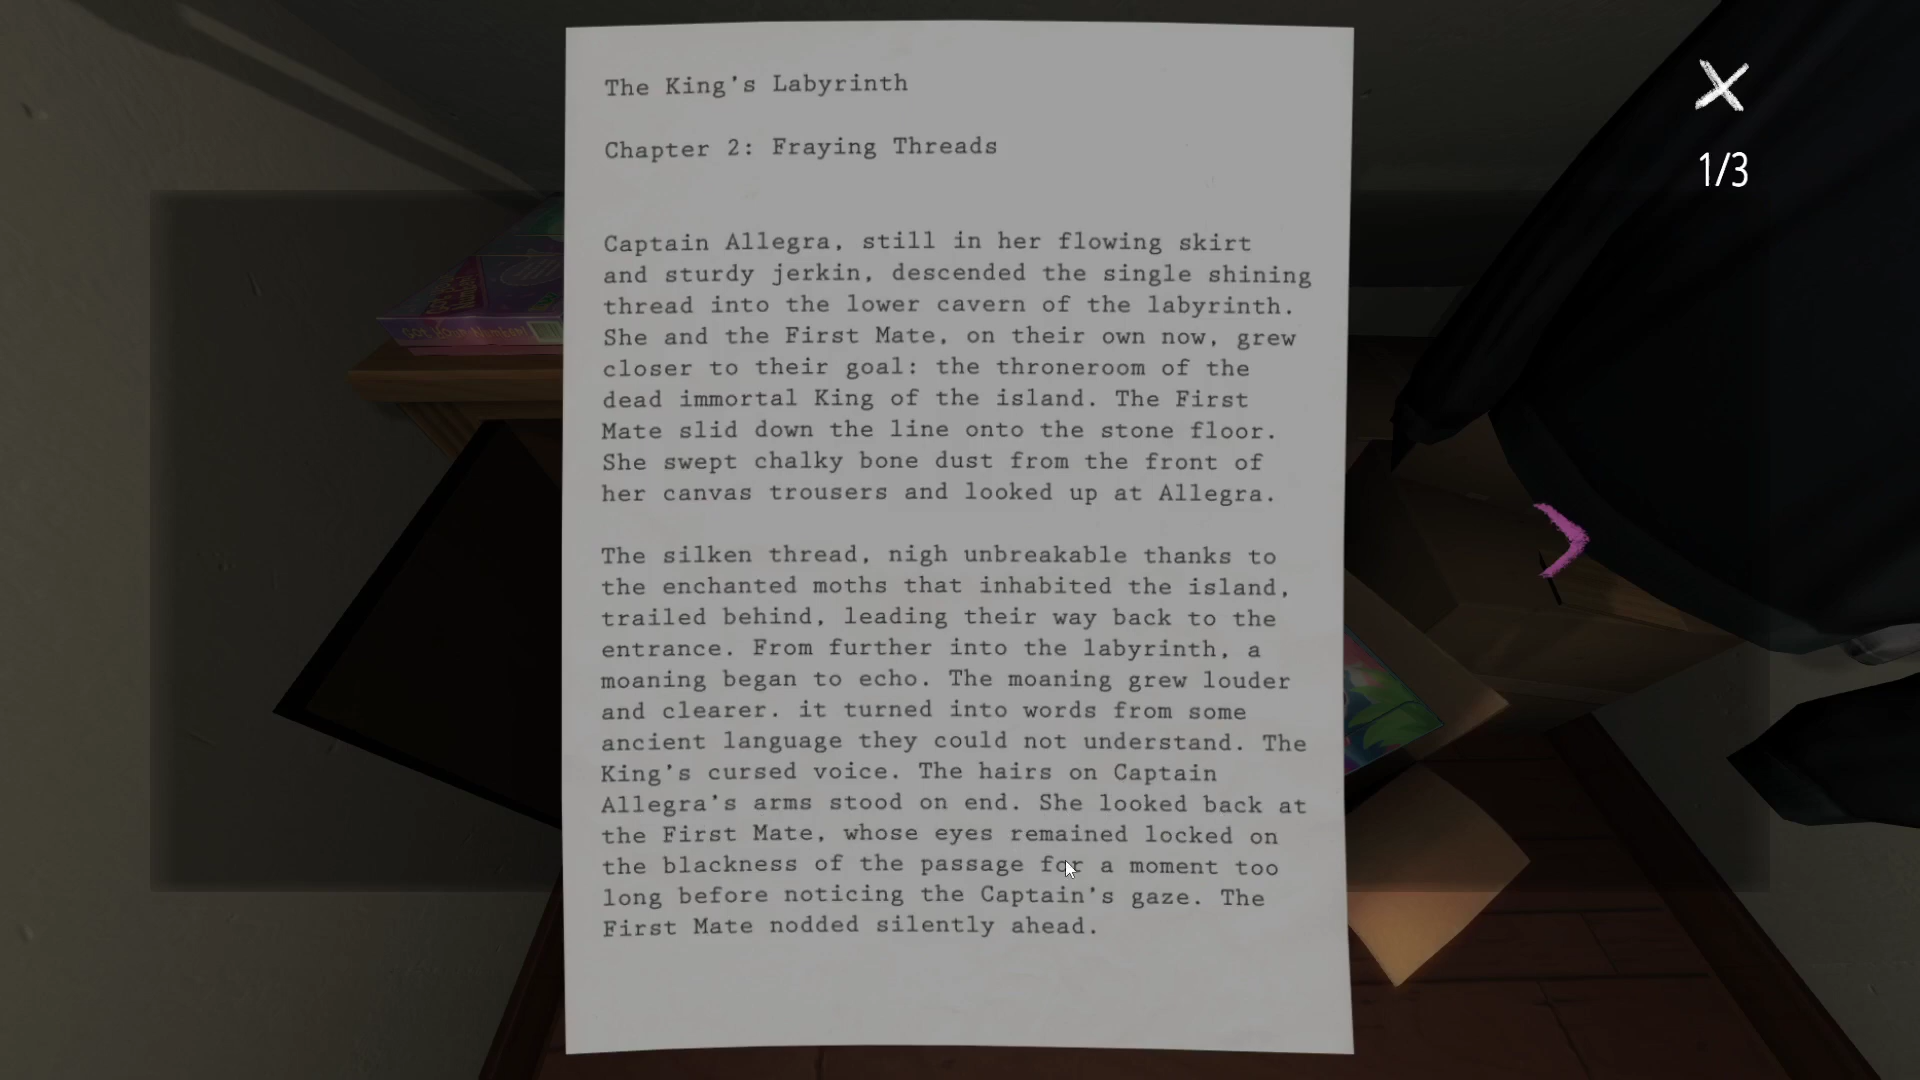 The King's Labyrinth
Chapter 2: Fraying Threads
Captain Allegra, still in her flowing skirt
and sturdy jerkin, descended the single shining
thread into the lower cavern of the labyrinth.
She and the First Mate, on their own now, grew
closer to their goal: the throneroom of the
dead immortal King of the island. The First
Mate slid down the line onto the stone floor.
She swept chalky bone dust from the front of
her canvas trousers and looked up at Allegra.
The silken thread, nigh unbreakable thanks to
the enchanted moths that inhabited the island,
trailed behind, leading their way back to the
entrance. From further into the labyrinth, a
moaning began to echo. The moaning grew louder
and clearer. it turned into words from some
ancient language they could not understand. The
King's cursed voice. The hairs on Captain
Allegra's arms stood on end. She looked back at
the First Mate, whose eyes remained locked on
the blackness of the passage for a moment too
long before noticing the Captain's gaze. The
First Mate nodded silently ahead.
1/3
Got Your Number!